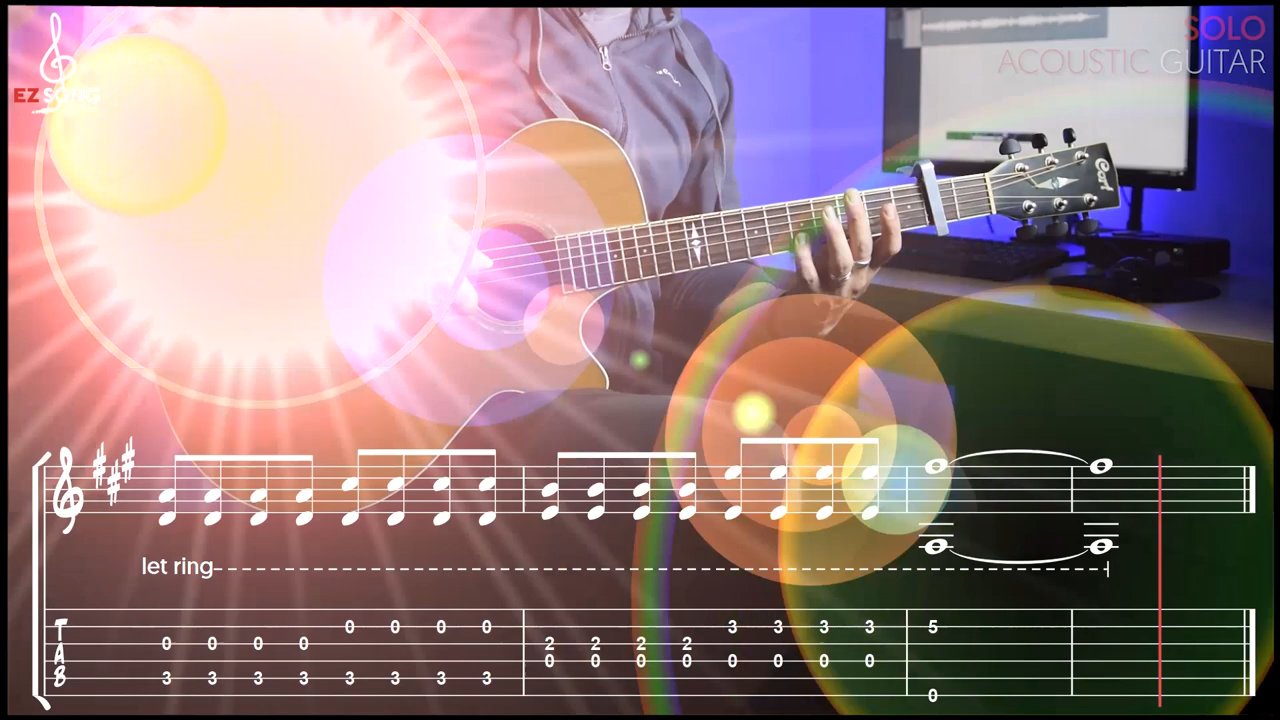 SOLO
ACOUSTIC GUITAR
EZ SONG
Cort
let ring
T
A
B
0 0 0 0
0 0 0 0
3 3 3 3 3 3 3 3
3 3 3 3
2 2 2 2
0 0 0 0 0 0 0 0
5
0